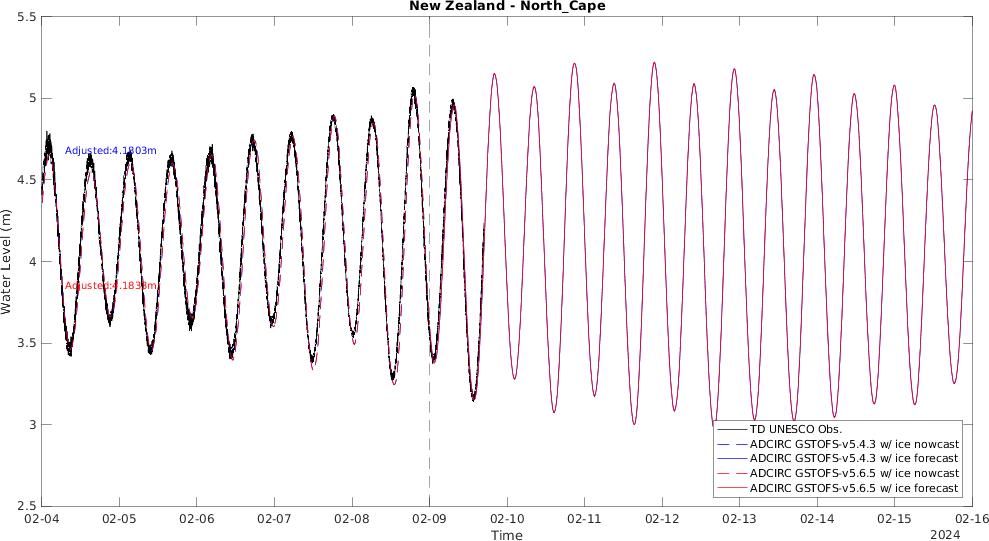 New Zealand - North_Cape
Water Level (m)
5.5
5
4.5
4
3.5
3
2.5
Adjusted:4.1803m
Adjusted:4.1833m
TD UNESCO Obs.
ADCIRC GSTOFS-v5.4.3 w/ ice nowcast
ADCIRC GSTOFS-v5.4.3 w/ ice forecast
ADCIRC GSTOFS-v5.6.5 w/ ice nowcast
ADCIRC GSTOFS-v5.6.5 w/ ice forecast
02-04 02-05 02-06 02-07 02-08 02-09 02-10 02-11 02-12 02-13 02-14 02-15 02-16
Time
2024